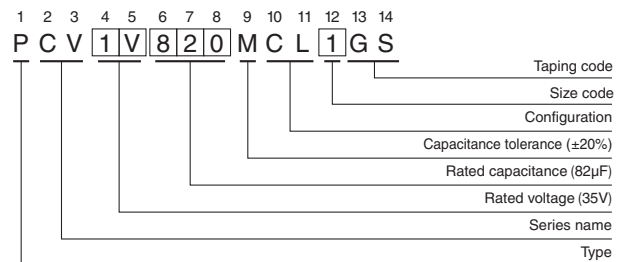 1 2 3 4 5 6 7 8 9 10 11 12 13 14
P C V 1 V 8 2 0 M C L 1 G S
Taping code
Size code
Configuration
Capacitance tolerance (±20%)
Rated capacitance (82µF)
Rated voltage (35V)
Series name
Type